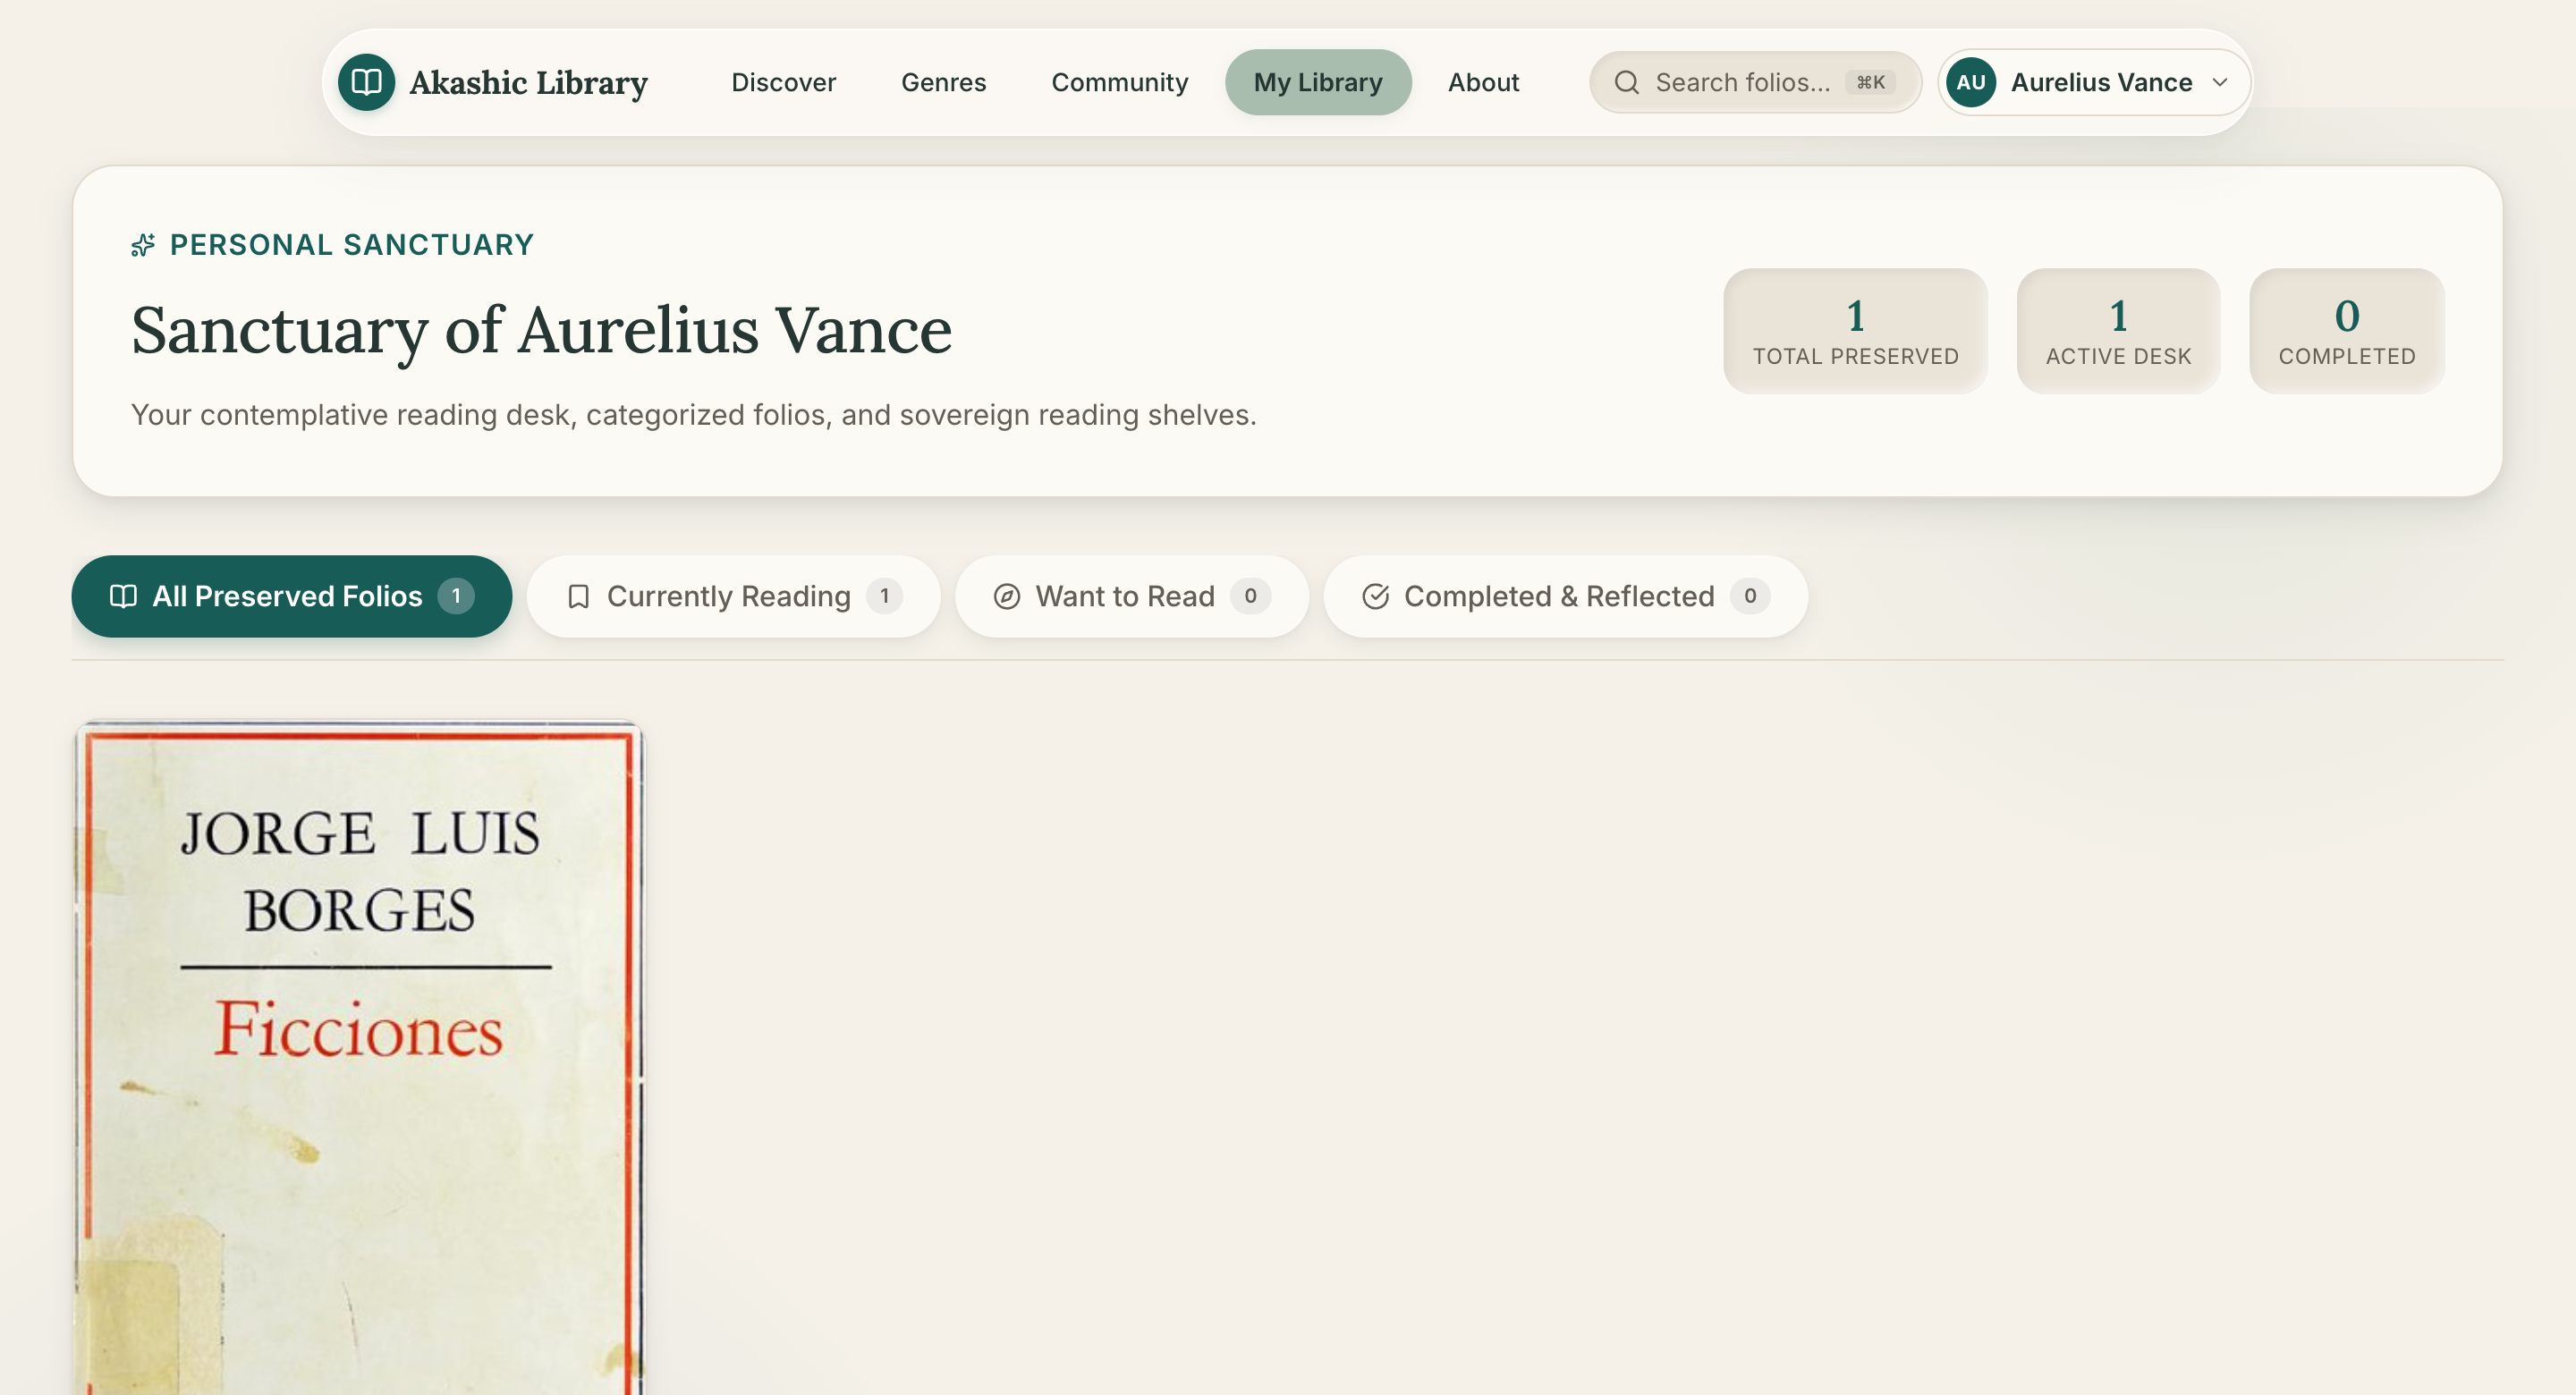 Akashic Library
Discover
Genres
Community
My Library
About
Search folios...
⌘K
AU
Aurelius Vance
PERSONAL SANCTUARY
Sanctuary of Aurelius Vance
Your contemplative reading desk, categorized folios, and sovereign reading shelves.
1
TOTAL PRESERVED
1
ACTIVE DESK
0
COMPLETED
All Preserved Folios 1
Currently Reading 1
Want to Read 0
Completed & Reflected 0
JORGE LUIS
BORGES
Ficciones